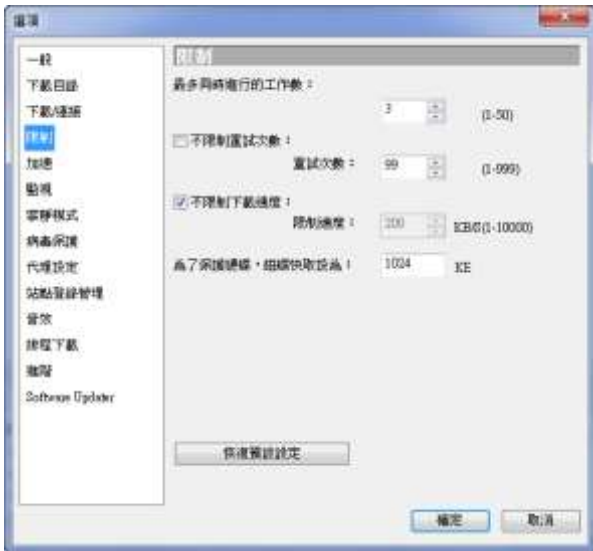 選項
一般
下載目錄
下載/連接
限制
加速
監視
寧靜模式
病毒保護
代理設定
站點登錄管理
音效
排程下載
進階
Software Updater
限制
最多同時進行的工作數：
3 (1-50)
不限制重試次數：
重試次數： 99 (1-999)
不限制下載速度：
限制速度： 200 KB/S(1-10000)
為了保護硬碟，磁碟快取設為： 1024 KB
恢復預設設定
確定
取消